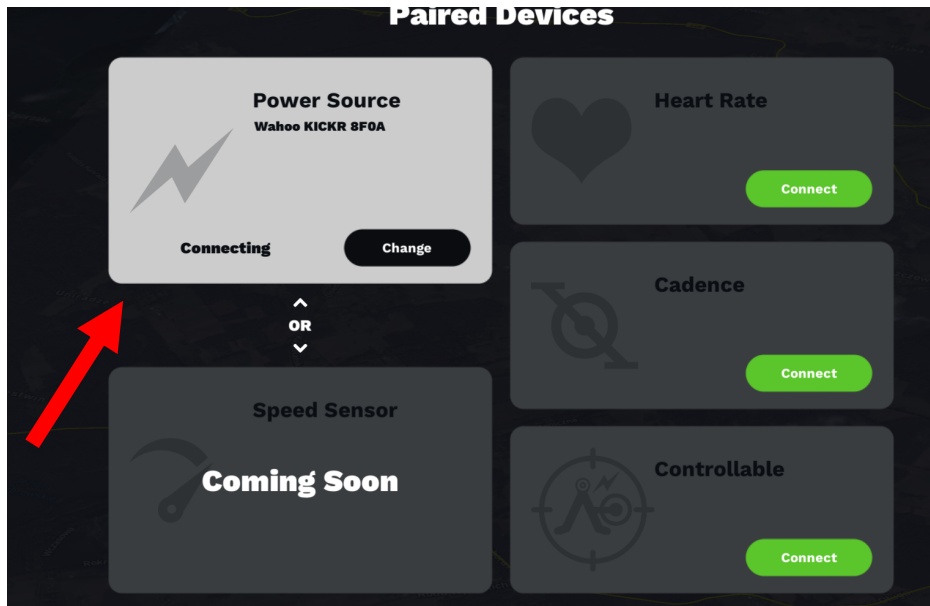 Paired Devices
Power Source
Wahoo KICKR 8F0A
Connecting
Change
OR
Speed Sensor
Coming Soon
Heart Rate
Connect
Cadence
Connect
Controllable
Connect